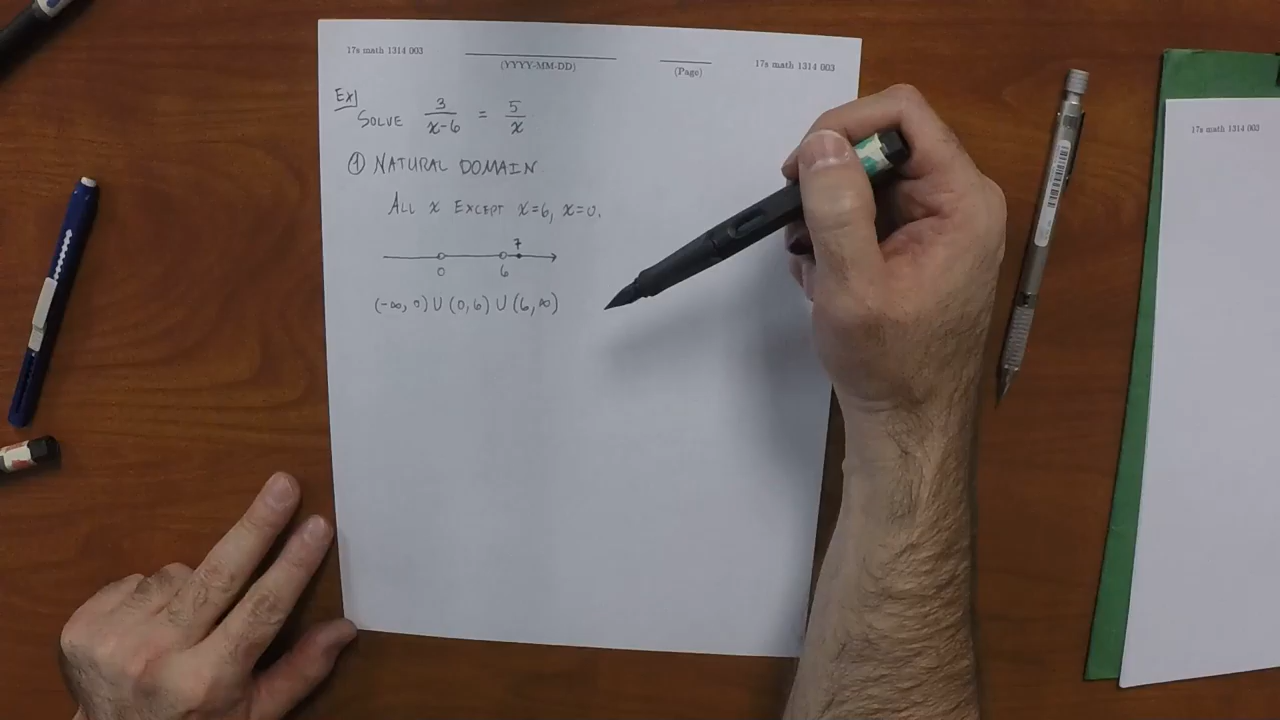 17s math 1314 003 (YYYY-MM-DD) (Page) 17s math 1314 003
Ex|
SOLVE 3/(x-6) = 5/x
① NATURAL DOMAIN
ALL x EXCEPT x=6, x=0.
7
0 6
(-∞, 0) ∪ (0, 6) ∪ (6, ∞)
17s math 1314 003